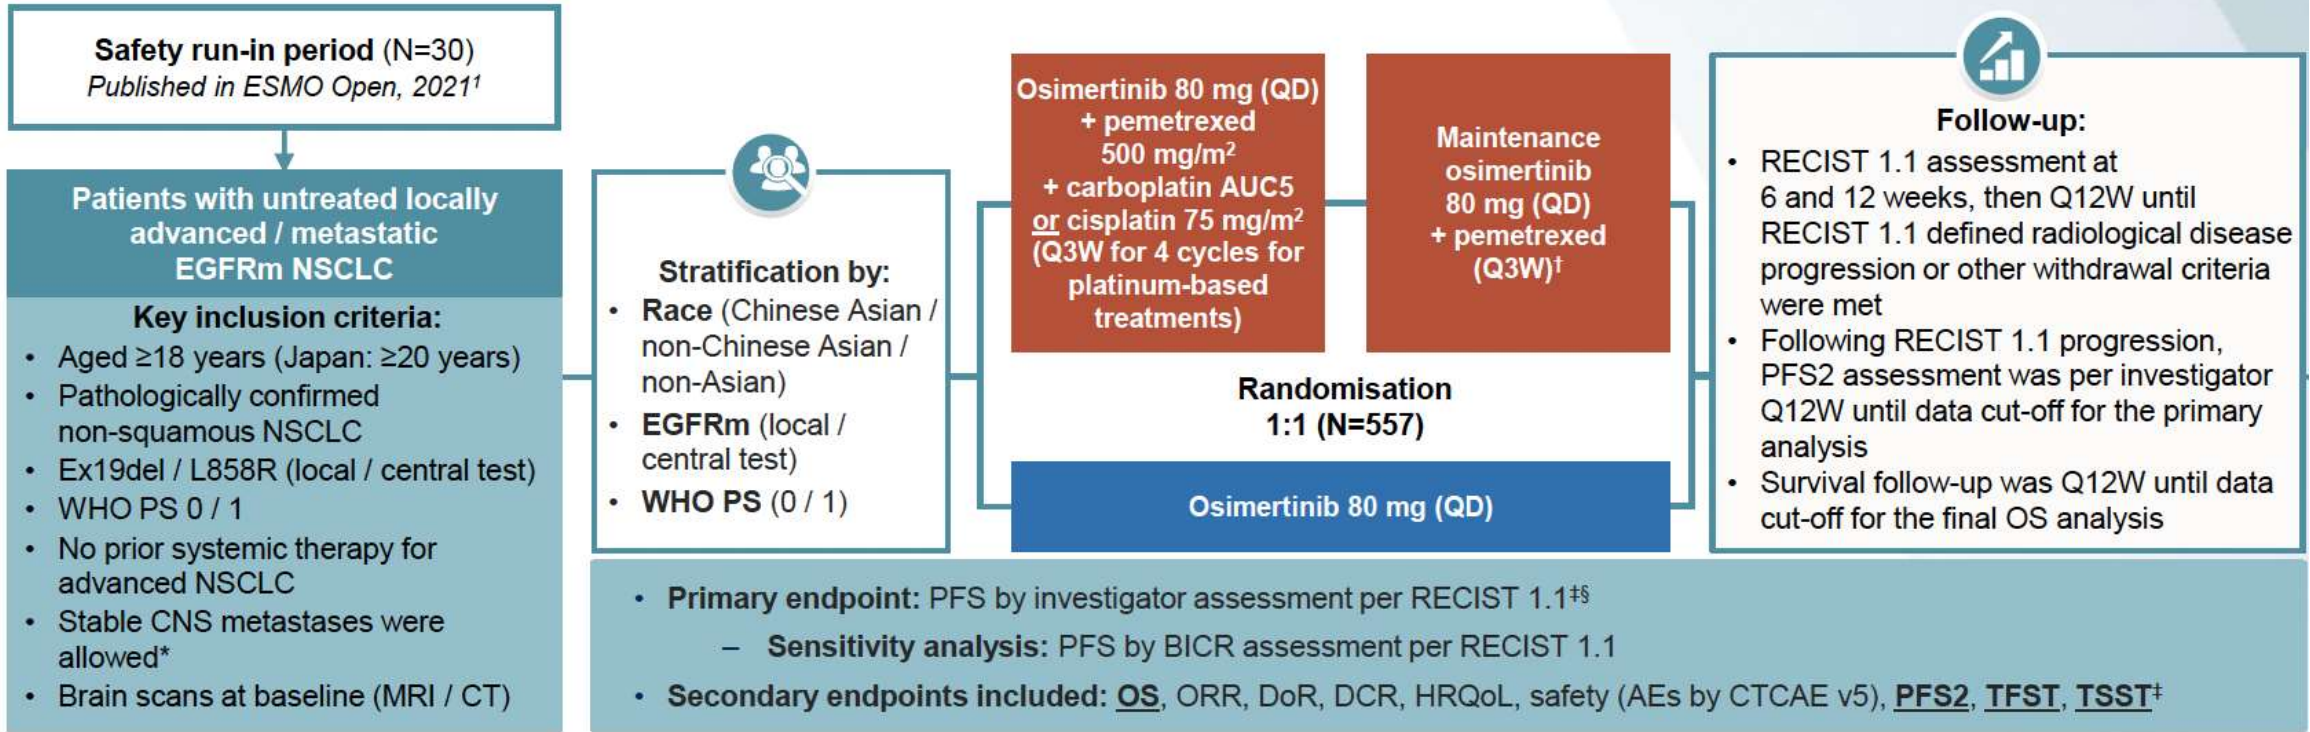 Safety run-in period (N=30)
Published in ESMO Open, 2021¹
Patients with untreated locally
advanced / metastatic
EGFRm NSCLC
Key inclusion criteria:
• Aged ≥18 years (Japan: ≥20 years)
• Pathologically confirmed
non-squamous NSCLC
• Ex19del / L858R (local / central test)
• WHO PS 0 / 1
• No prior systemic therapy for
advanced NSCLC
• Stable CNS metastases were
allowed*
• Brain scans at baseline (MRI / CT)
Stratification by:
• Race (Chinese Asian /
non-Chinese Asian /
non-Asian)
• EGFRm (local /
central test)
• WHO PS (0 / 1)
Osimertinib 80 mg (QD)
+ pemetrexed
500 mg/m²
+ carboplatin AUC5
or cisplatin 75 mg/m²
(Q3W for 4 cycles for
platinum-based
treatments)
Maintenance
osimertinib
80 mg (QD)
+ pemetrexed
(Q3W)†
Randomisation
1:1 (N=557)
Osimertinib 80 mg (QD)
Follow-up:
• RECIST 1.1 assessment at
6 and 12 weeks, then Q12W until
RECIST 1.1 defined radiological disease
progression or other withdrawal criteria
were met
• Following RECIST 1.1 progression,
PFS2 assessment was per investigator
Q12W until data cut-off for the primary
analysis
• Survival follow-up was Q12W until data
cut-off for the final OS analysis
• Primary endpoint: PFS by investigator assessment per RECIST 1.1‡§
– Sensitivity analysis: PFS by BICR assessment per RECIST 1.1
• Secondary endpoints included: OS, ORR, DoR, DCR, HRQoL, safety (AEs by CTCAE v5), PFS2, TFST, TSST‡